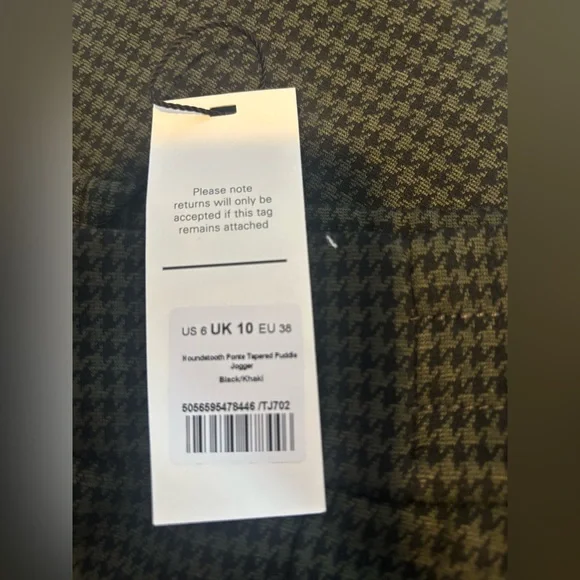 Please note
returns will only be
accepted if this tag
remains attached
US 6 UK 10 EU 38
Houndstooth Ponte Tapered Puddle
Jogger
Black/Khaki
5056595478446 /TJ702